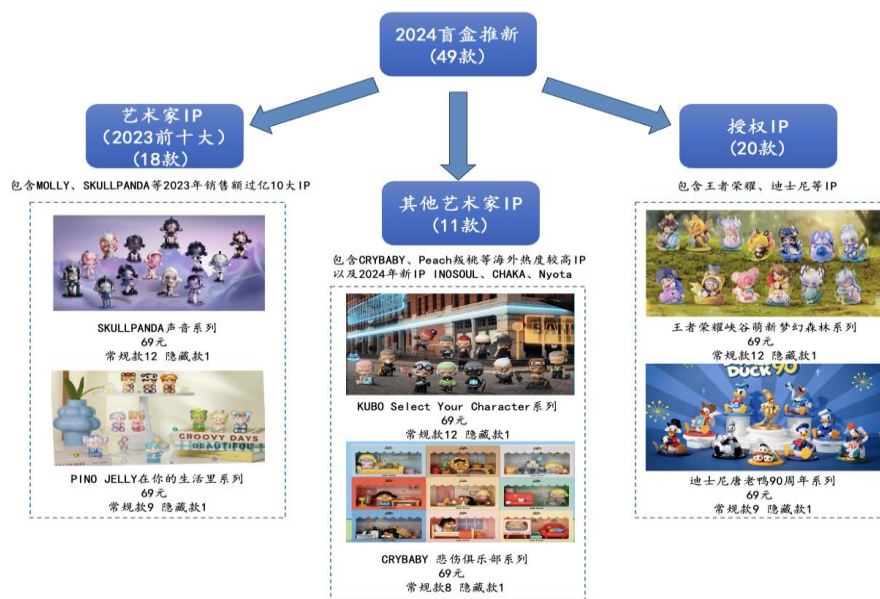 2024盲盒推新
(49款)
艺术家IP
（2023前十大）
(18款)
包含MOLLY、SKULLPANDA等2023年销售额过亿10大IP
SKULLPANDA声音系列
69元
常规款12 隐藏款1
GROOVY DAYS
BEAUTIFUL
PINO JELLY在你的生活里系列
69元
常规款9 隐藏款1
其他艺术家IP
(11款)
包含CRYBABY、Peach叛桃等海外热度较高IP
以及2024年新IP INOSOUL、CHAKA、Nyota
KUBO Select Your Character系列
69元
常规款12 隐藏款1
CRYBABY 悲伤俱乐部系列
69元
常规款8 隐藏款1
授权IP
(20款)
包含王者荣耀、迪士尼等IP
王者荣耀峡谷萌新梦幻森林系列
69元
常规款12 隐藏款1
DUCK 90
迪士尼唐老鸭90周年系列
69元
常规款9 隐藏款1